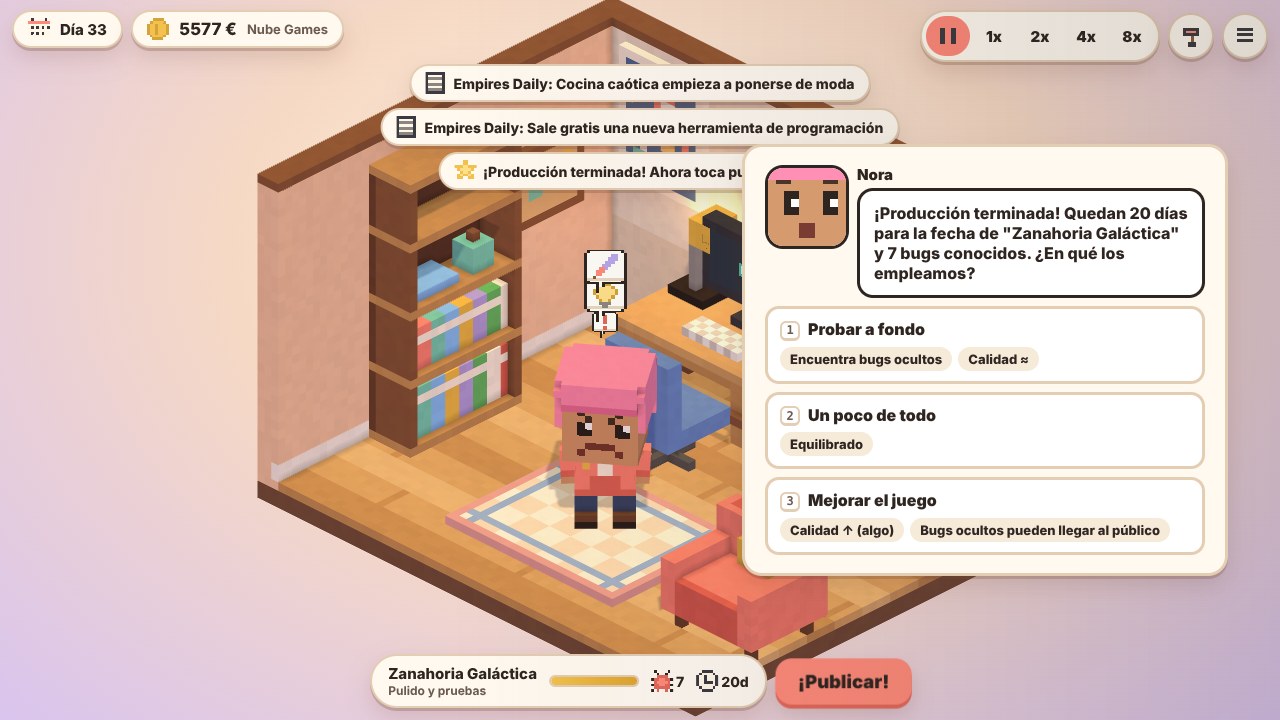 Día 33
5577 € Nube Games
1x 2x 4x 8x
Empires Daily: Cocina caótica empieza a ponerse de moda
Empires Daily: Sale gratis una nueva herramienta de programación
¡Producción terminada! Ahora toca pu
Nora
¡Producción terminada! Quedan 20 días
para la fecha de "Zanahoria Galáctica"
y 7 bugs conocidos. ¿En qué los
empleamos?
1 Probar a fondo
Encuentra bugs ocultos Calidad ≈
2 Un poco de todo
Equilibrado
3 Mejorar el juego
Calidad ↑ (algo) Bugs ocultos pueden llegar al público
Zanahoria Galáctica
Pulido y pruebas
7 20d
¡Publicar!